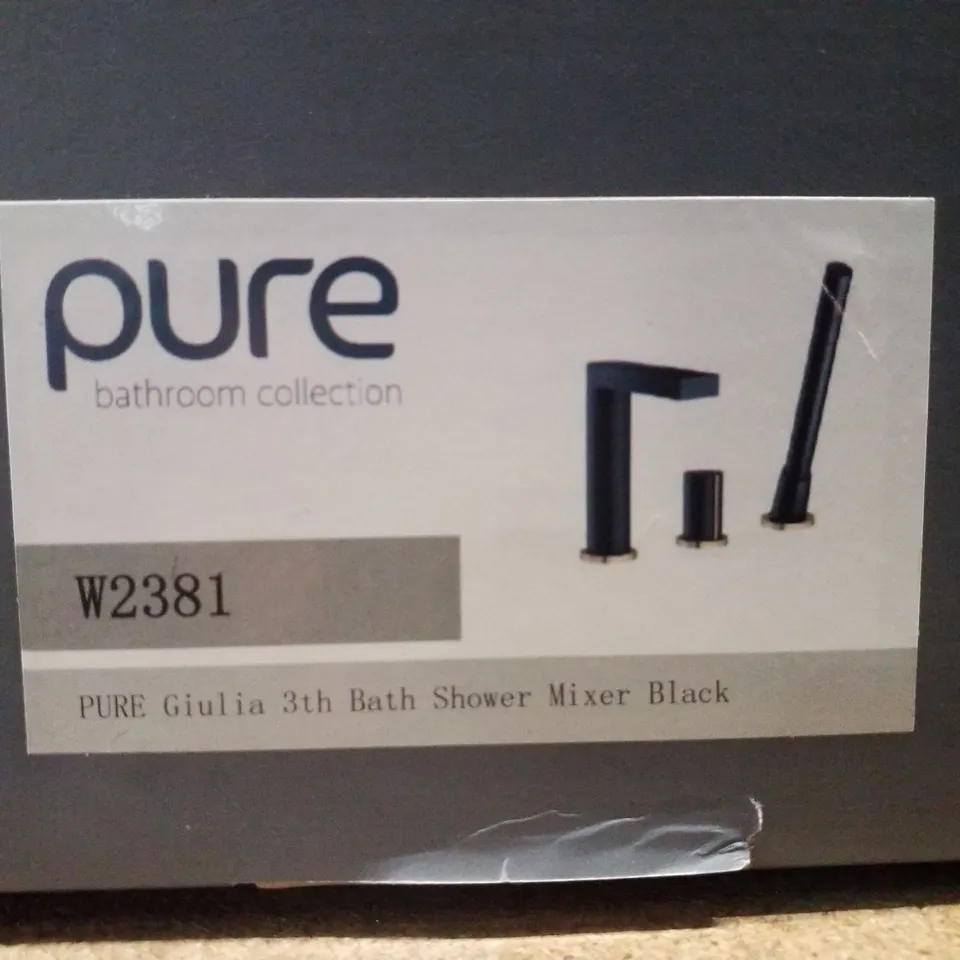 pure
bathroom collection
W2381
PURE Giulia 3th Bath Shower Mixer Black